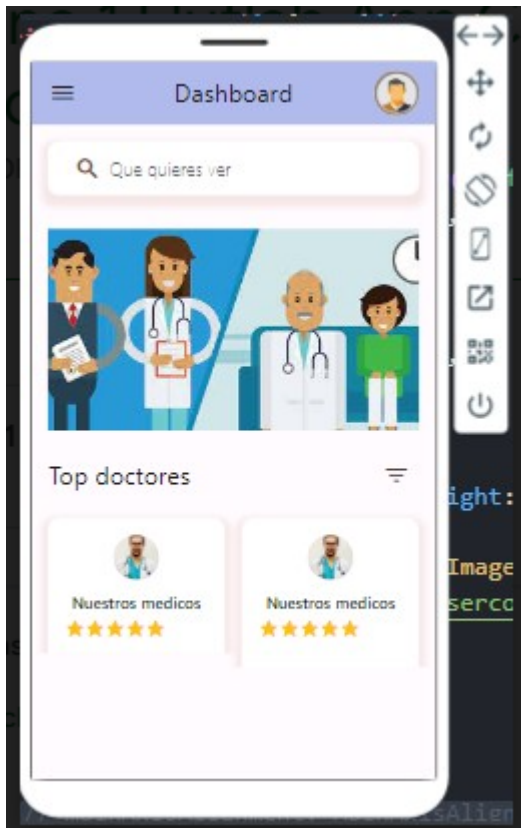 Dashboard
Que quieres ver
Top doctores
Nuestros medicos
Nuestros medicos
ight:
Image
serco